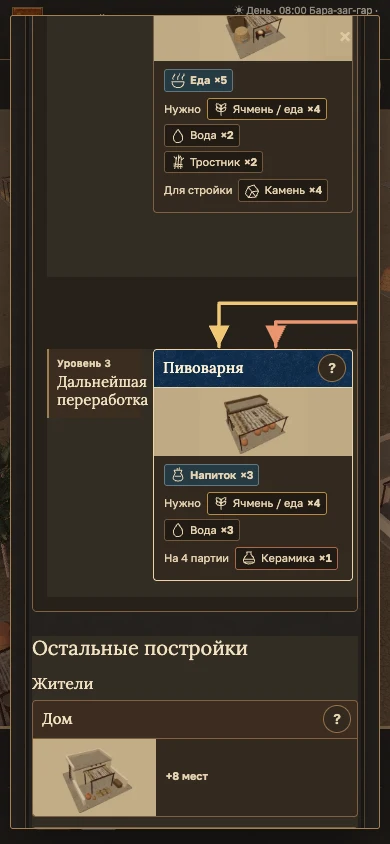 День · 08:00 Бара-заг-гар ·
Еда ×5
Нужно Ячмень / еда ×4
Вода ×2
Тростник ×2
Для стройки Камень ×4
Уровень 3
Дальнейшая
переработка
Пивоварня ?
Напиток ×3
Нужно Ячмень / еда ×4
Вода ×3
На 4 партии Керамика ×1
Остальные постройки
Жители
Дом ?
+8 мест